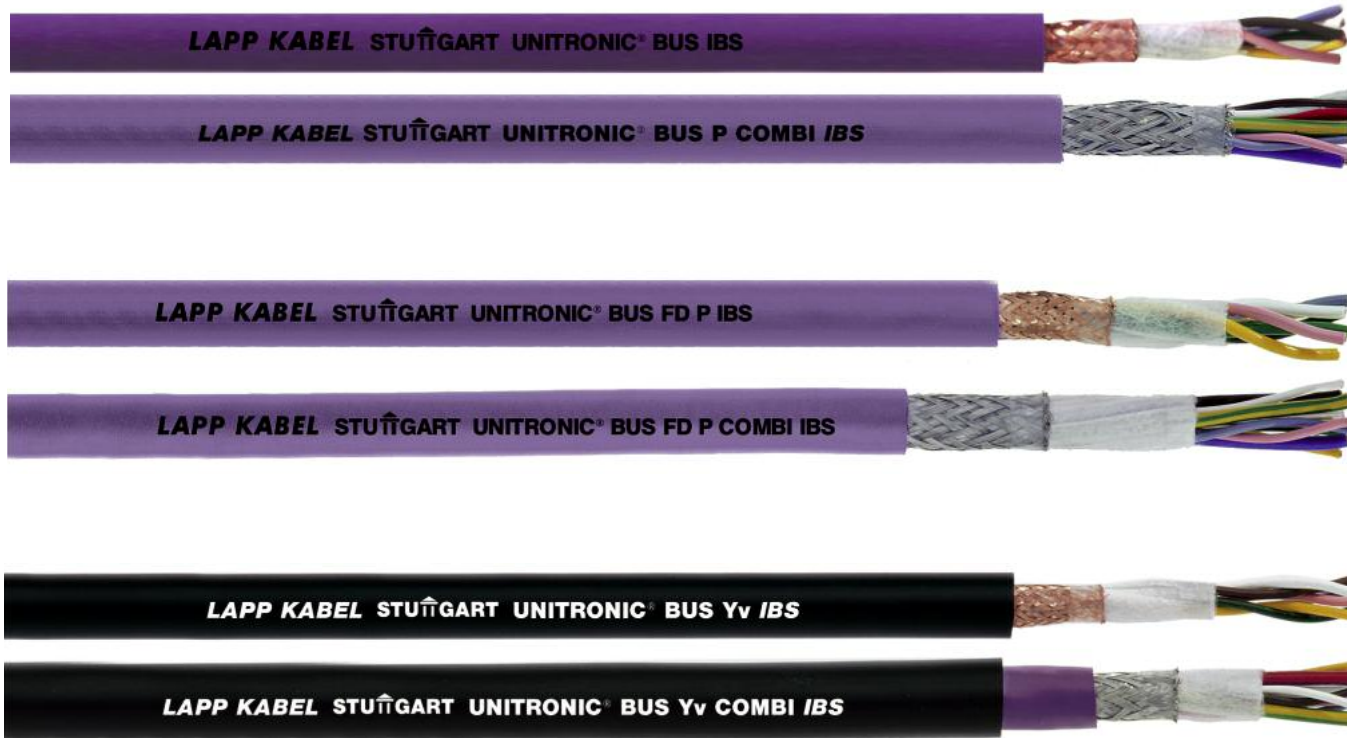 LAPP KABEL STUTTGART UNITRONIC® BUS IBS
LAPP KABEL STUTTGART UNITRONIC® BUS P COMBI IBS
LAPP KABEL STUTTGART UNITRONIC® BUS FD P IBS
LAPP KABEL STUTTGART UNITRONIC® BUS FD P COMBI IBS
LAPP KABEL STUTTGART UNITRONIC® BUS Yv IBS
LAPP KABEL STUTTGART UNITRONIC® BUS Yv COMBI IBS